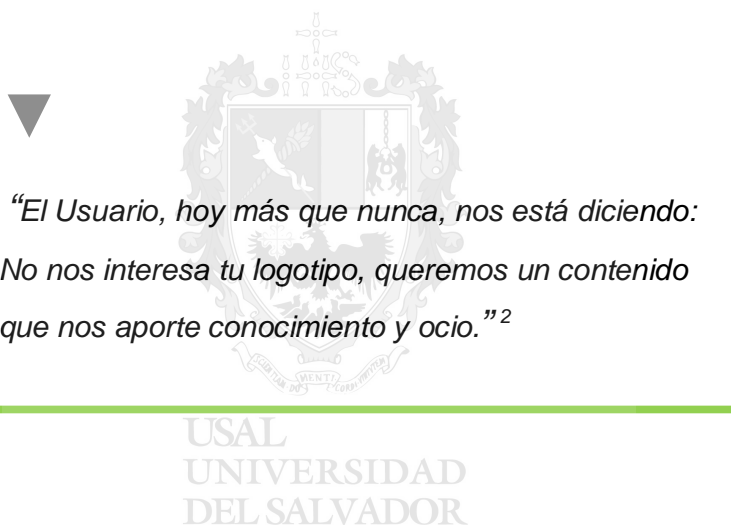 “El Usuario, hoy más que nunca, nos está diciendo:
No nos interesa tu logotipo, queremos un contenido
que nos aporte conocimiento y ocio.” 2
USAL
UNIVERSIDAD
DEL SALVADOR